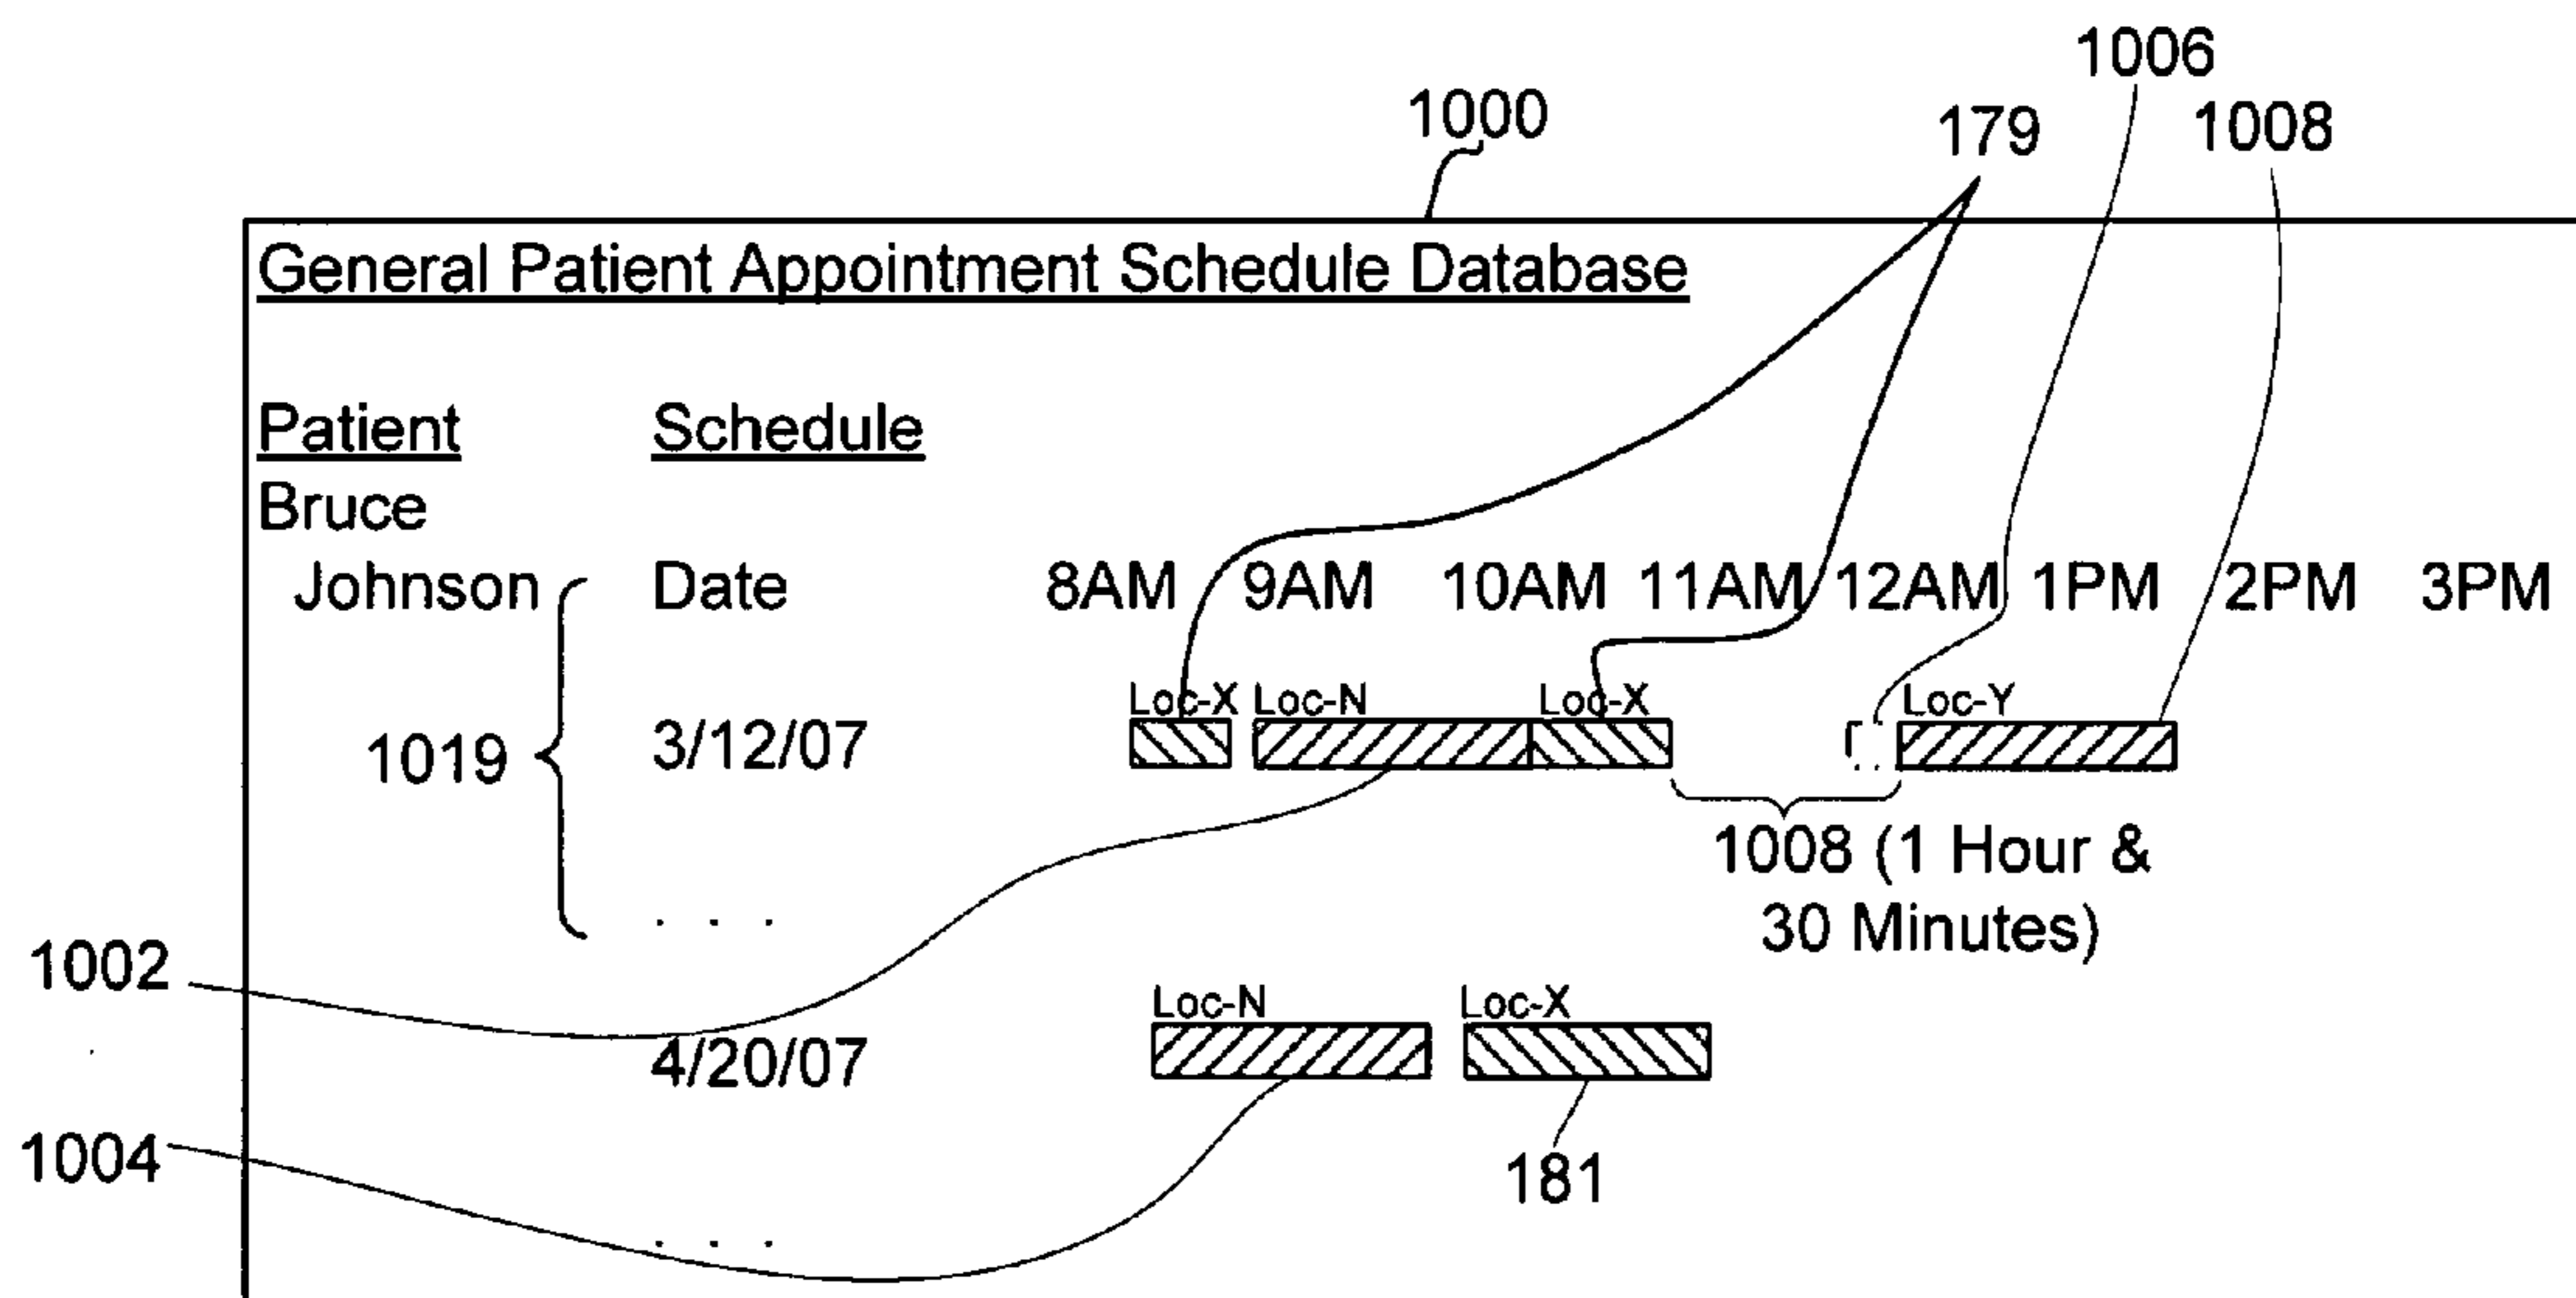 1006
1000
179
1008
General Patient Appointment Schedule Database
Patient Schedule
Bruce
Johnson Date 8AM 9AM 10AM 11AM 12AM 1PM 2PM 3PM
Loc-X Loc-N Loc-X Loc-Y
1019 3/12/07
1008 (1 Hour &
30 Minutes)
. . .
1002
Loc-N Loc-X
4/20/07
1004
181
. . .